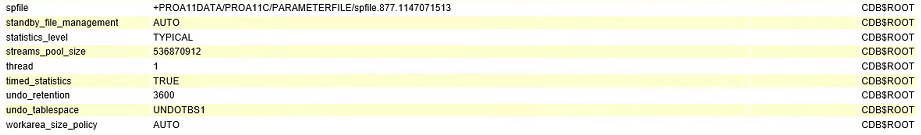 spfile +PROA11DATA/PROA11C/PARAMETERFILE/spfile.877.1147071513 CDB$ROOT
standby_file_management AUTO CDB$ROOT
statistics_level TYPICAL CDB$ROOT
streams_pool_size 536870912 CDB$ROOT
thread 1 CDB$ROOT
timed_statistics TRUE CDB$ROOT
undo_retention 3600 CDB$ROOT
undo_tablespace UNDOTBS1 CDB$ROOT
workarea_size_policy AUTO CDB$ROOT